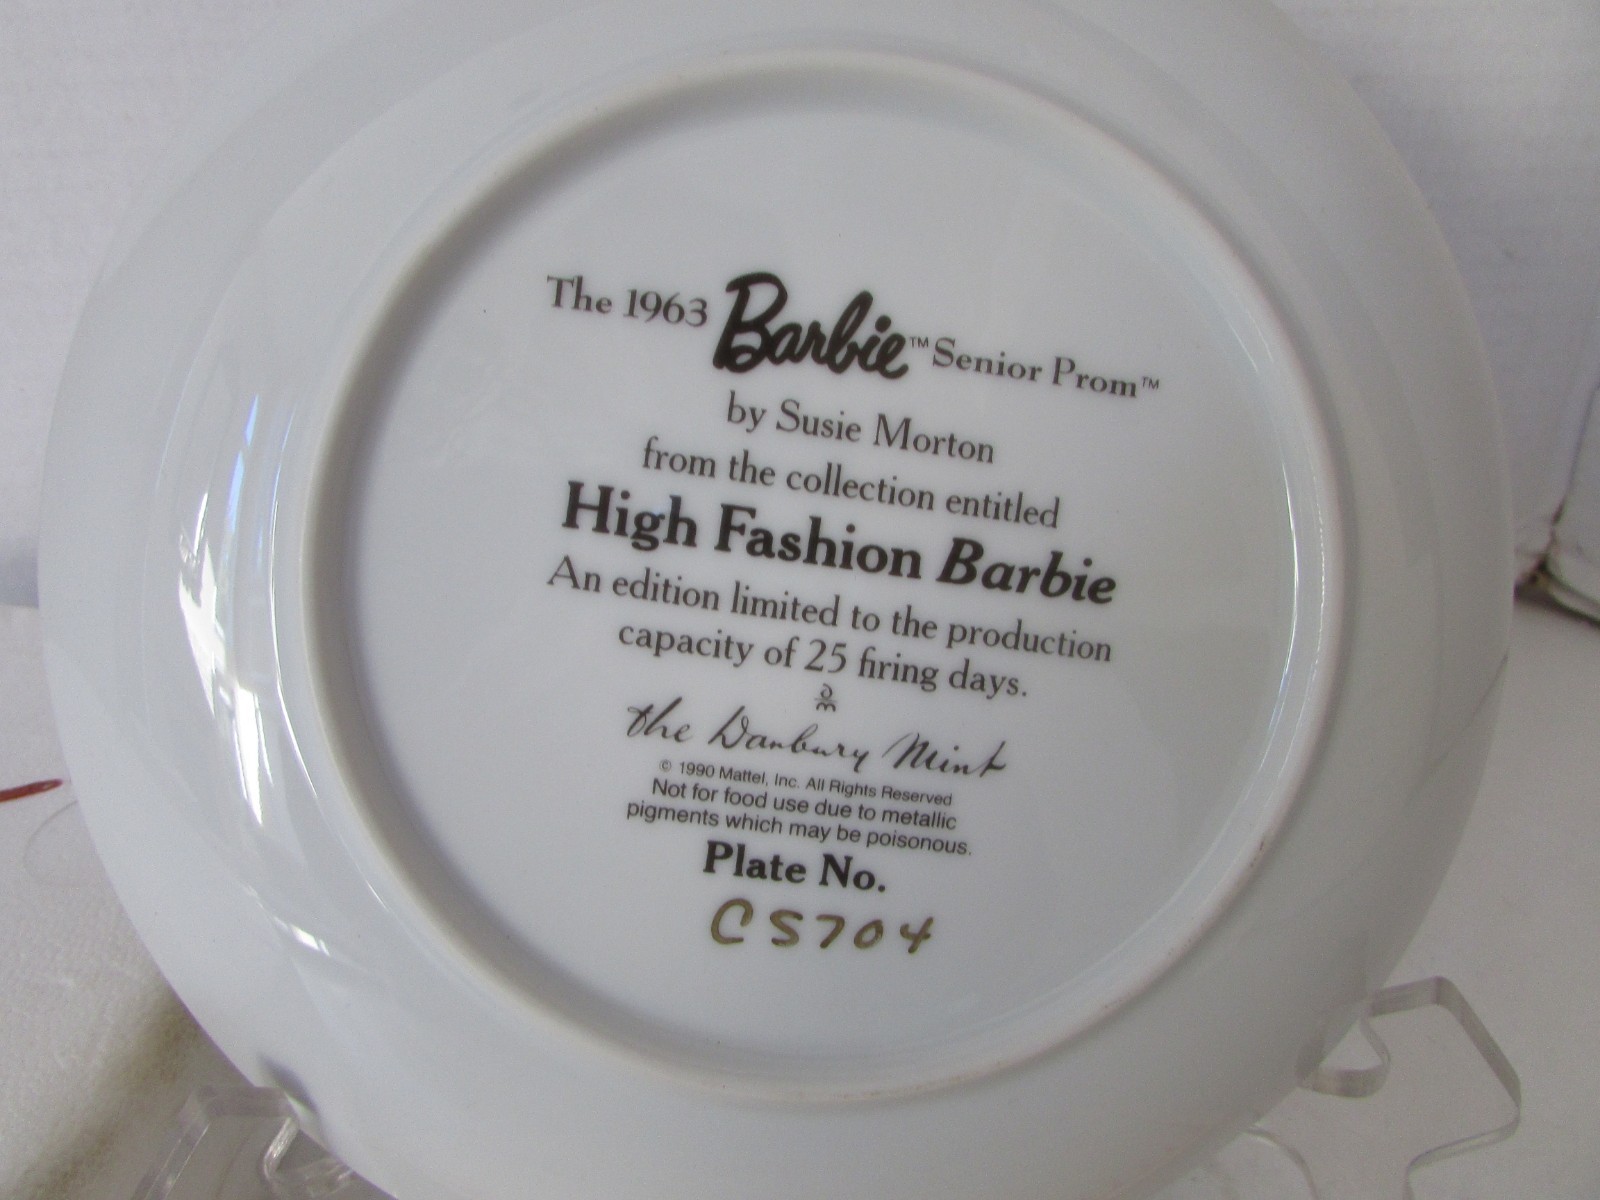 The 1963 Barbie™ Senior Prom™
by Susie Morton
from the collection entitled
High Fashion Barbie
An edition limited to the production
capacity of 25 firing days.
the Danbury Mint
© 1990 Mattel, Inc. All Rights Reserved
Not for food use due to metallic
pigments which may be poisonous.
Plate No.
C5704